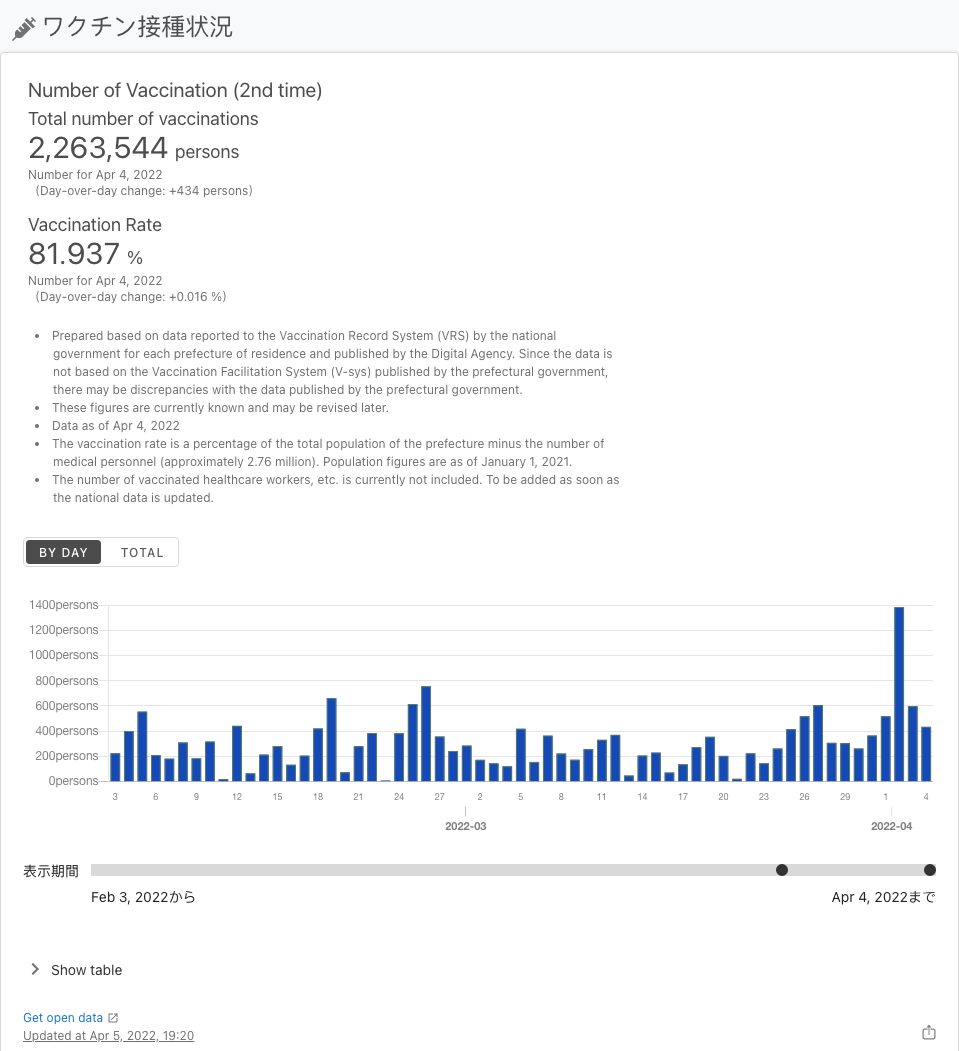 ワクチン接種状況
Number of Vaccination (2nd time)
Total number of vaccinations
2,263,544 persons
Number for Apr 4, 2022
(Day-over-day change: +434 persons)
Vaccination Rate
81.937 %
Number for Apr 4, 2022
(Day-over-day change: +0.016 %)
• Prepared based on data reported to the Vaccination Record System (VRS) by the national
government for each prefecture of residence and published by the Digital Agency. Since the data is
not based on the Vaccination Facilitation System (V-sys) published by the prefectural government,
there may be discrepancies with the data published by the prefectural government.
• These figures are currently known and may be revised later.
• Data as of Apr 4, 2022
• The vaccination rate is a percentage of the total population of the prefecture minus the number of
medical personnel (approximately 2.76 million). Population figures are as of January 1, 2021.
• The number of vaccinated healthcare workers, etc. is currently not included. To be added as soon as
the national data is updated.
BY DAY TOTAL
1400persons
1200persons
1000persons
800persons
600persons
400persons
200persons
0persons
3 6 9 12 15 18 21 24 27 2 5 8 11 14 17 20 23 26 29 1 4
2022-03 2022-04
表示期間
Feb 3, 2022から Apr 4, 2022まで
Show table
Get open data
Updated at Apr 5, 2022, 19:20